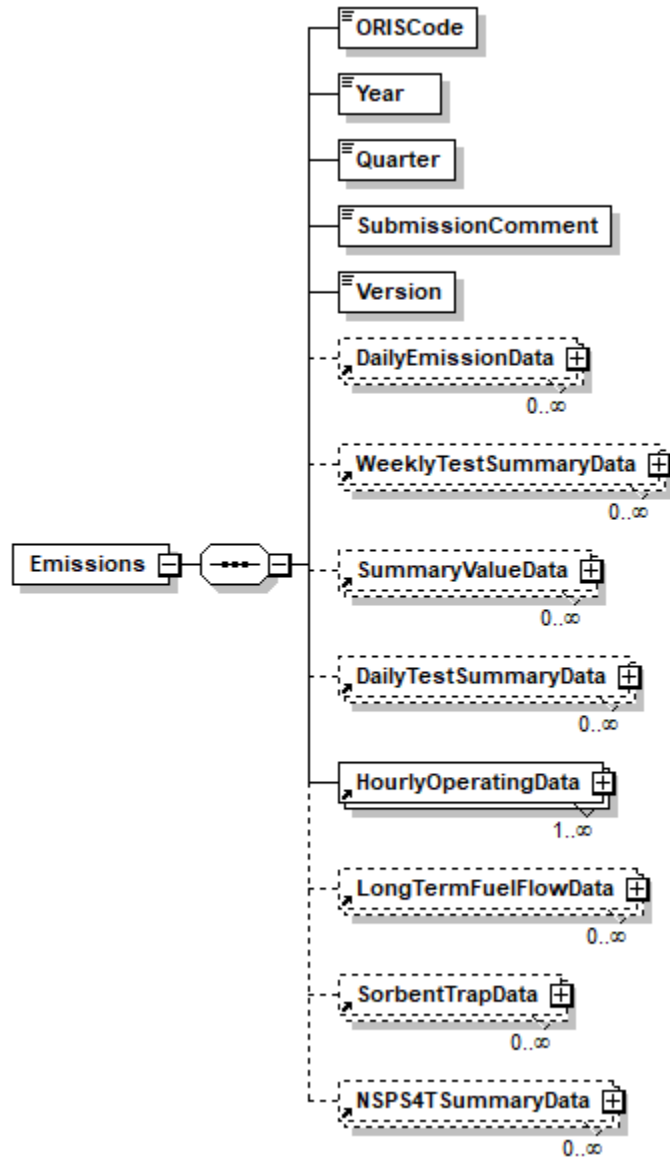 ORISCode
Year
Quarter
SubmissionComment
Version
DailyEmissionData
0..∞
WeeklyTestSummaryData
0..∞
Emissions
SummaryValueData
0..∞
DailyTestSummaryData
0..∞
HourlyOperatingData
1..∞
LongTermFuelFlowData
0..∞
SorbentTrapData
0..∞
NSPS4TSummaryData
0..∞